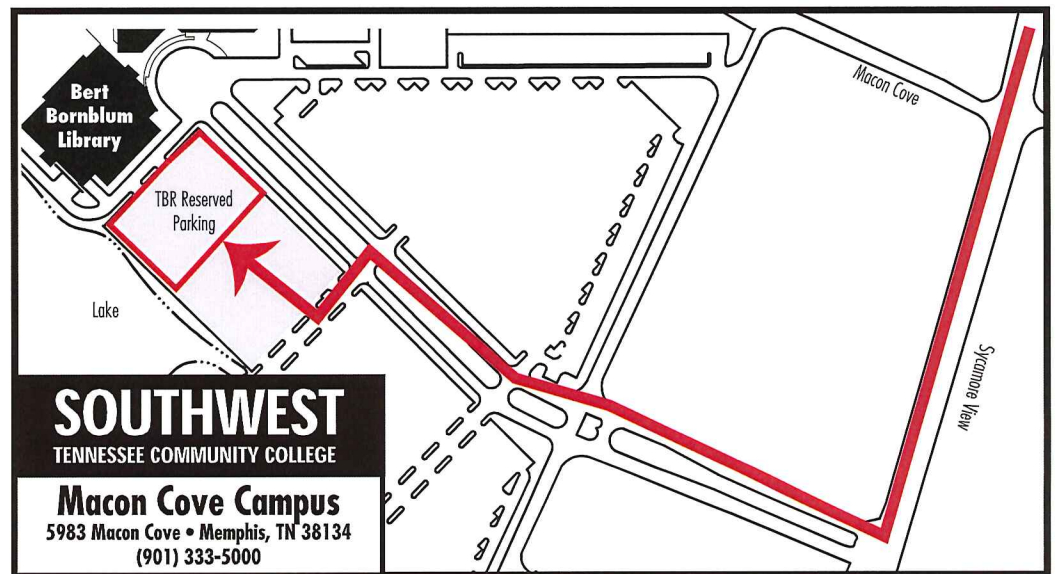 Bert
Bornblum
Library
TBR Reserved
Parking
Lake
Macon Cove
Sycamore View
SOUTHWEST
TENNESSEE COMMUNITY COLLEGE
Macon Cove Campus
5983 Macon Cove • Memphis, TN 38134
(901) 333-5000